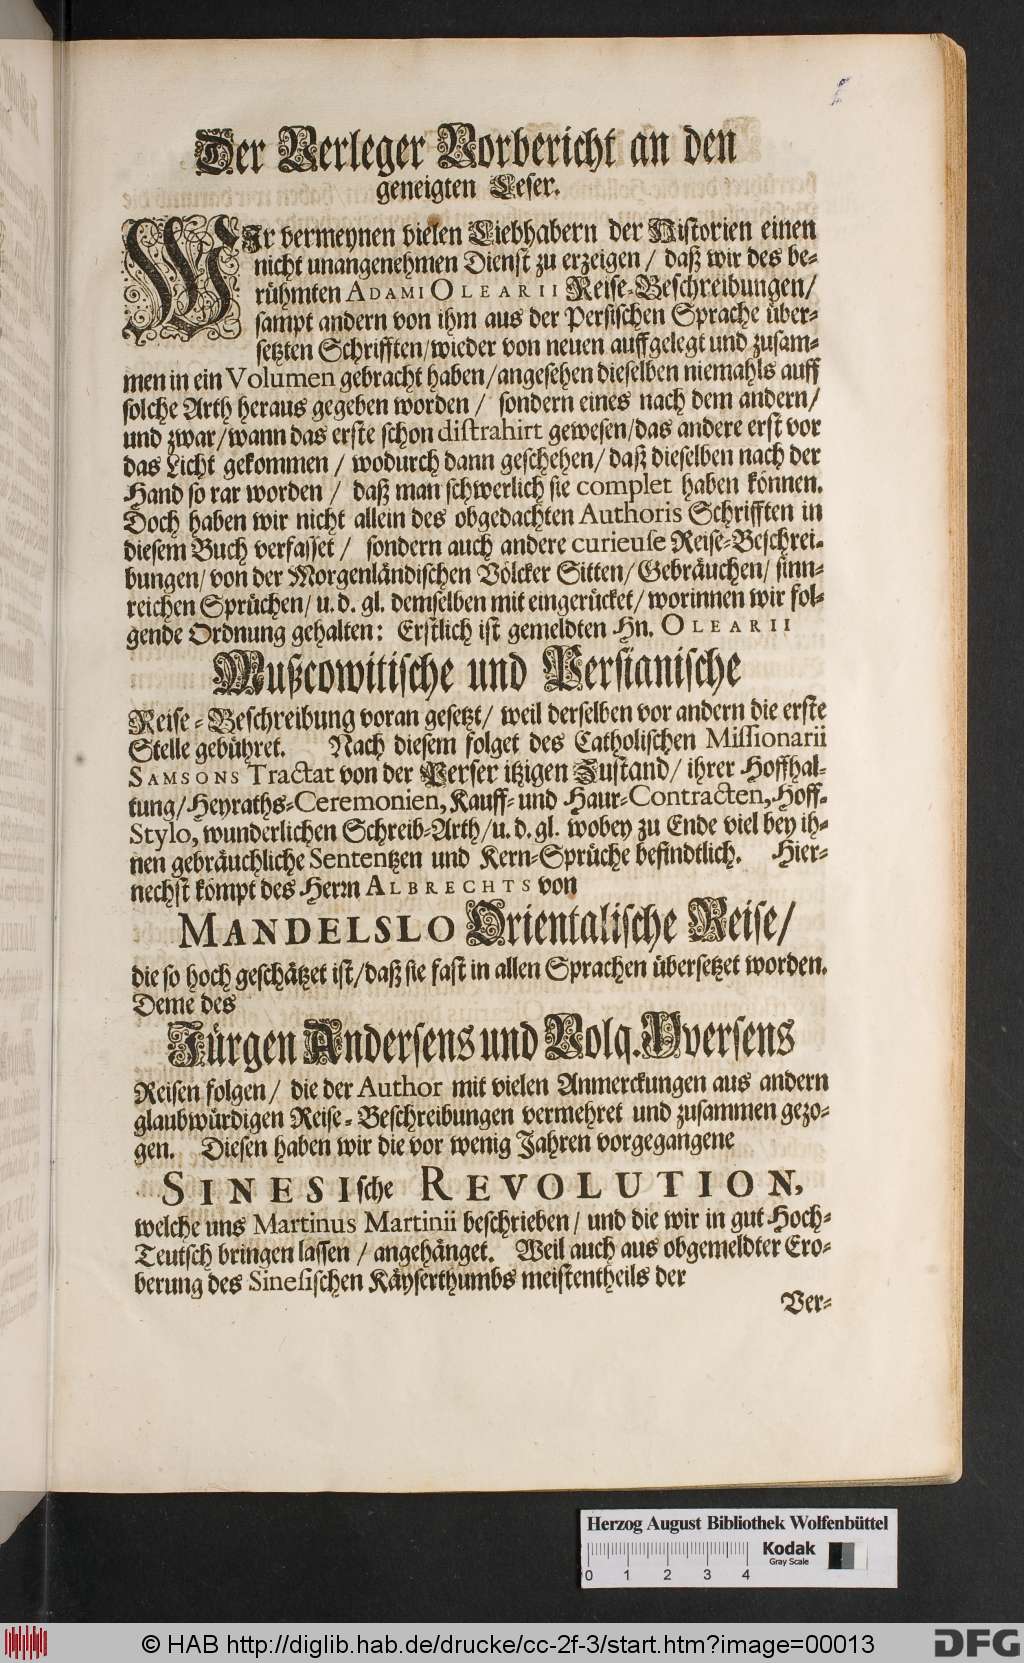 Der Verleger Vorbericht an den
geneigten Leser.
WIr vermeynen vielen Liebhabern der Historien einen
nicht unangenehmen Dienst zu erzeigen / daß wir des be-
rühmten ADAMI OLEARII Reise-Beschreibungen/
sampt andern von ihm aus der Persischen Sprache über-
setzten Schrifften/wieder von neuen auffgelegt und zusam-
men in ein Volumen gebracht haben/angesehen dieselben niemahls auff
solche Arth heraus gegeben worden / sondern eines nach dem andern/
und zwar/wann das erste schon distrahirt gewesen/das andere erst vor
das Licht gekommen / wodurch dann geschehen/daß dieselben nach der
Hand so rar worden / daß man schwerlich sie complet haben können.
Doch haben wir nicht allein des obgedachten Authoris Schrifften in
diesem Buch verfasset / sondern auch andere curieuse Reise-Beschrei-
bungen/von der Morgenländischen Völcker Sitten/Gebräuchen/ sinn-
reichen Sprüchen/u. d. gl. demselben mit eingerücket/worinnen wir fol-
gende Ordnung gehalten: Erstlich ist gemeldten Hn. OLEARII
Mußcowitische und Persianische
Reise-Beschreibung voran gesetzt/ weil derselben vor andern die erste
Stelle gebühret. Nach diesem folget des Catholischen Missionarii
SAMSONS Tractat von der Perser itzigen Zustand/ ihrer Hoffhal-
tung/Heyraths-Ceremonien, Kauff-und Haur-Contracten, Hoff-
Stylo, wunderlichen Schreib-Arth/u. d. gl. wobey zu Ende viel bey ih-
nen gebräuchliche Sententzen und Kern-Sprüche befindtlich. Hier-
nechst kömpt des Herrn ALBRECHTS von
MANDELSLO Orientalische Reise/
die so hoch geschätzet ist/daß sie fast in allen Sprachen übersetzet worden.
Deme des
Jürgen Andersens und Volq. Yversens
Reisen folgen/ die der Author mit vielen Anmerckungen aus andern
glaubwürdigen Reise-Beschreibungen vermehret und zusammen gezo-
gen. Diesen haben wir die vor wenig Jahren vorgegangene
SINESIsche REVOLUTION,
welche uns Martinus Martinii beschrieben/ und die wir in gut Hoch-
Teutsch bringen lassen / angehänget. Weil auch aus obgemeldter Ero-
berung des Sinesischen Käyserthumbs meistentheils der
Ver-
Herzog August Bibliothek Wolfenbüttel
Kodak
Gray Scale
0 1 2 3 4
© HAB http://diglib.hab.de/drucke/cc-2f-3/start.htm?image=00013
DFG